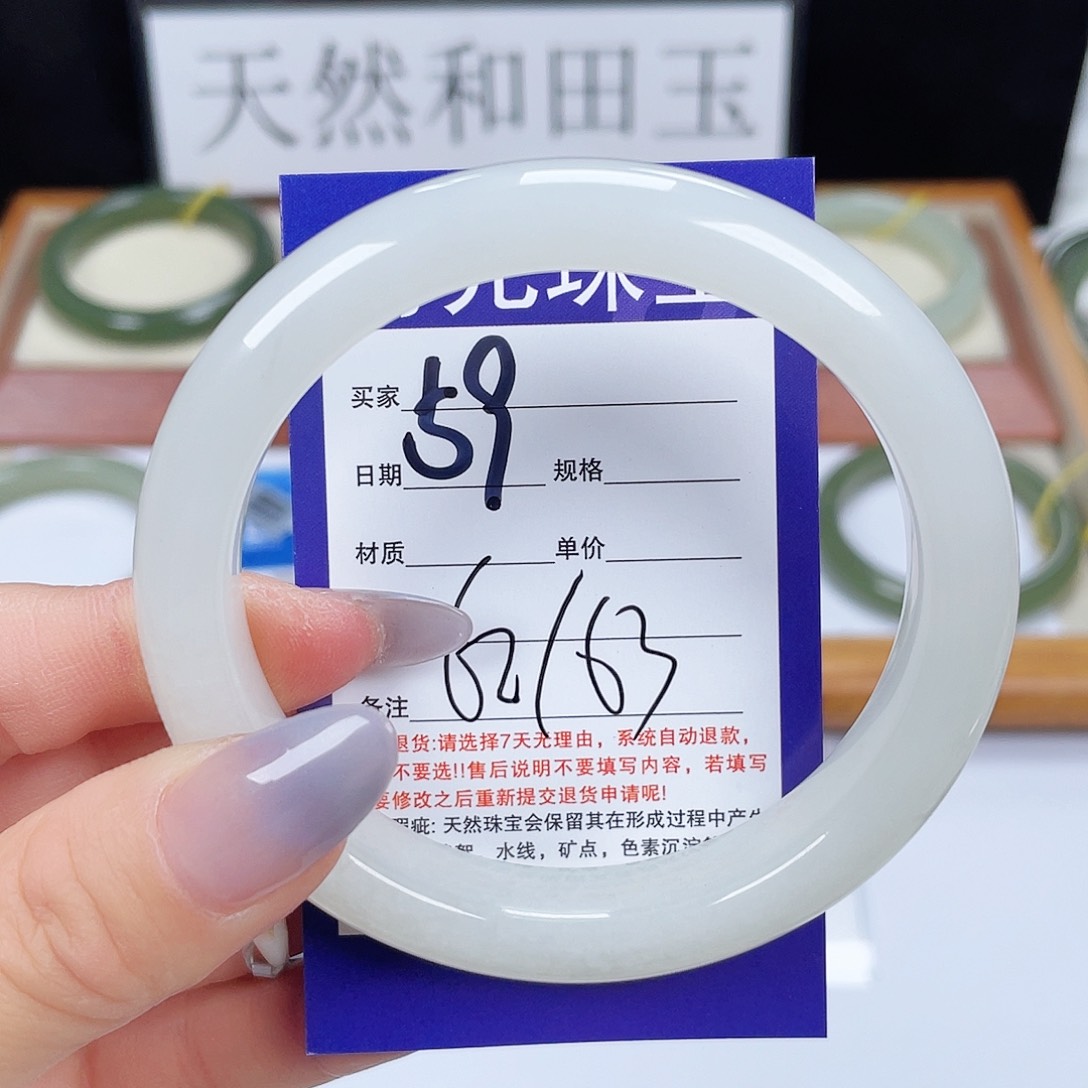 天然和田玉
珠宝
买家 59
日期 规格
材质 单价
62/63
备注
退货:请选择7天无理由，系统自动退款，
不要选!!售后说明不要填写内容，若填写
要修改之后重新提交退货申请呢!
瑕疵: 天然珠宝会保留其在形成过程中产生
水线，矿点，色素沉淀